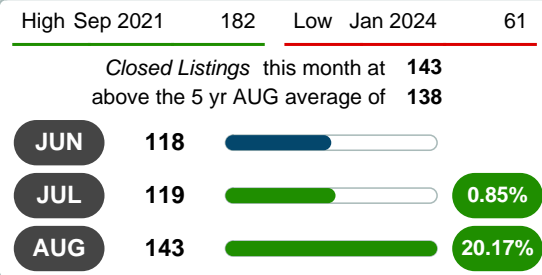 High Sep 2021 182 Low Jan 2024 61
Closed Listings this month at 143
above the 5 yr AUG average of 138
JUN 118
JUL 119 0.85%
AUG 143 20.17%